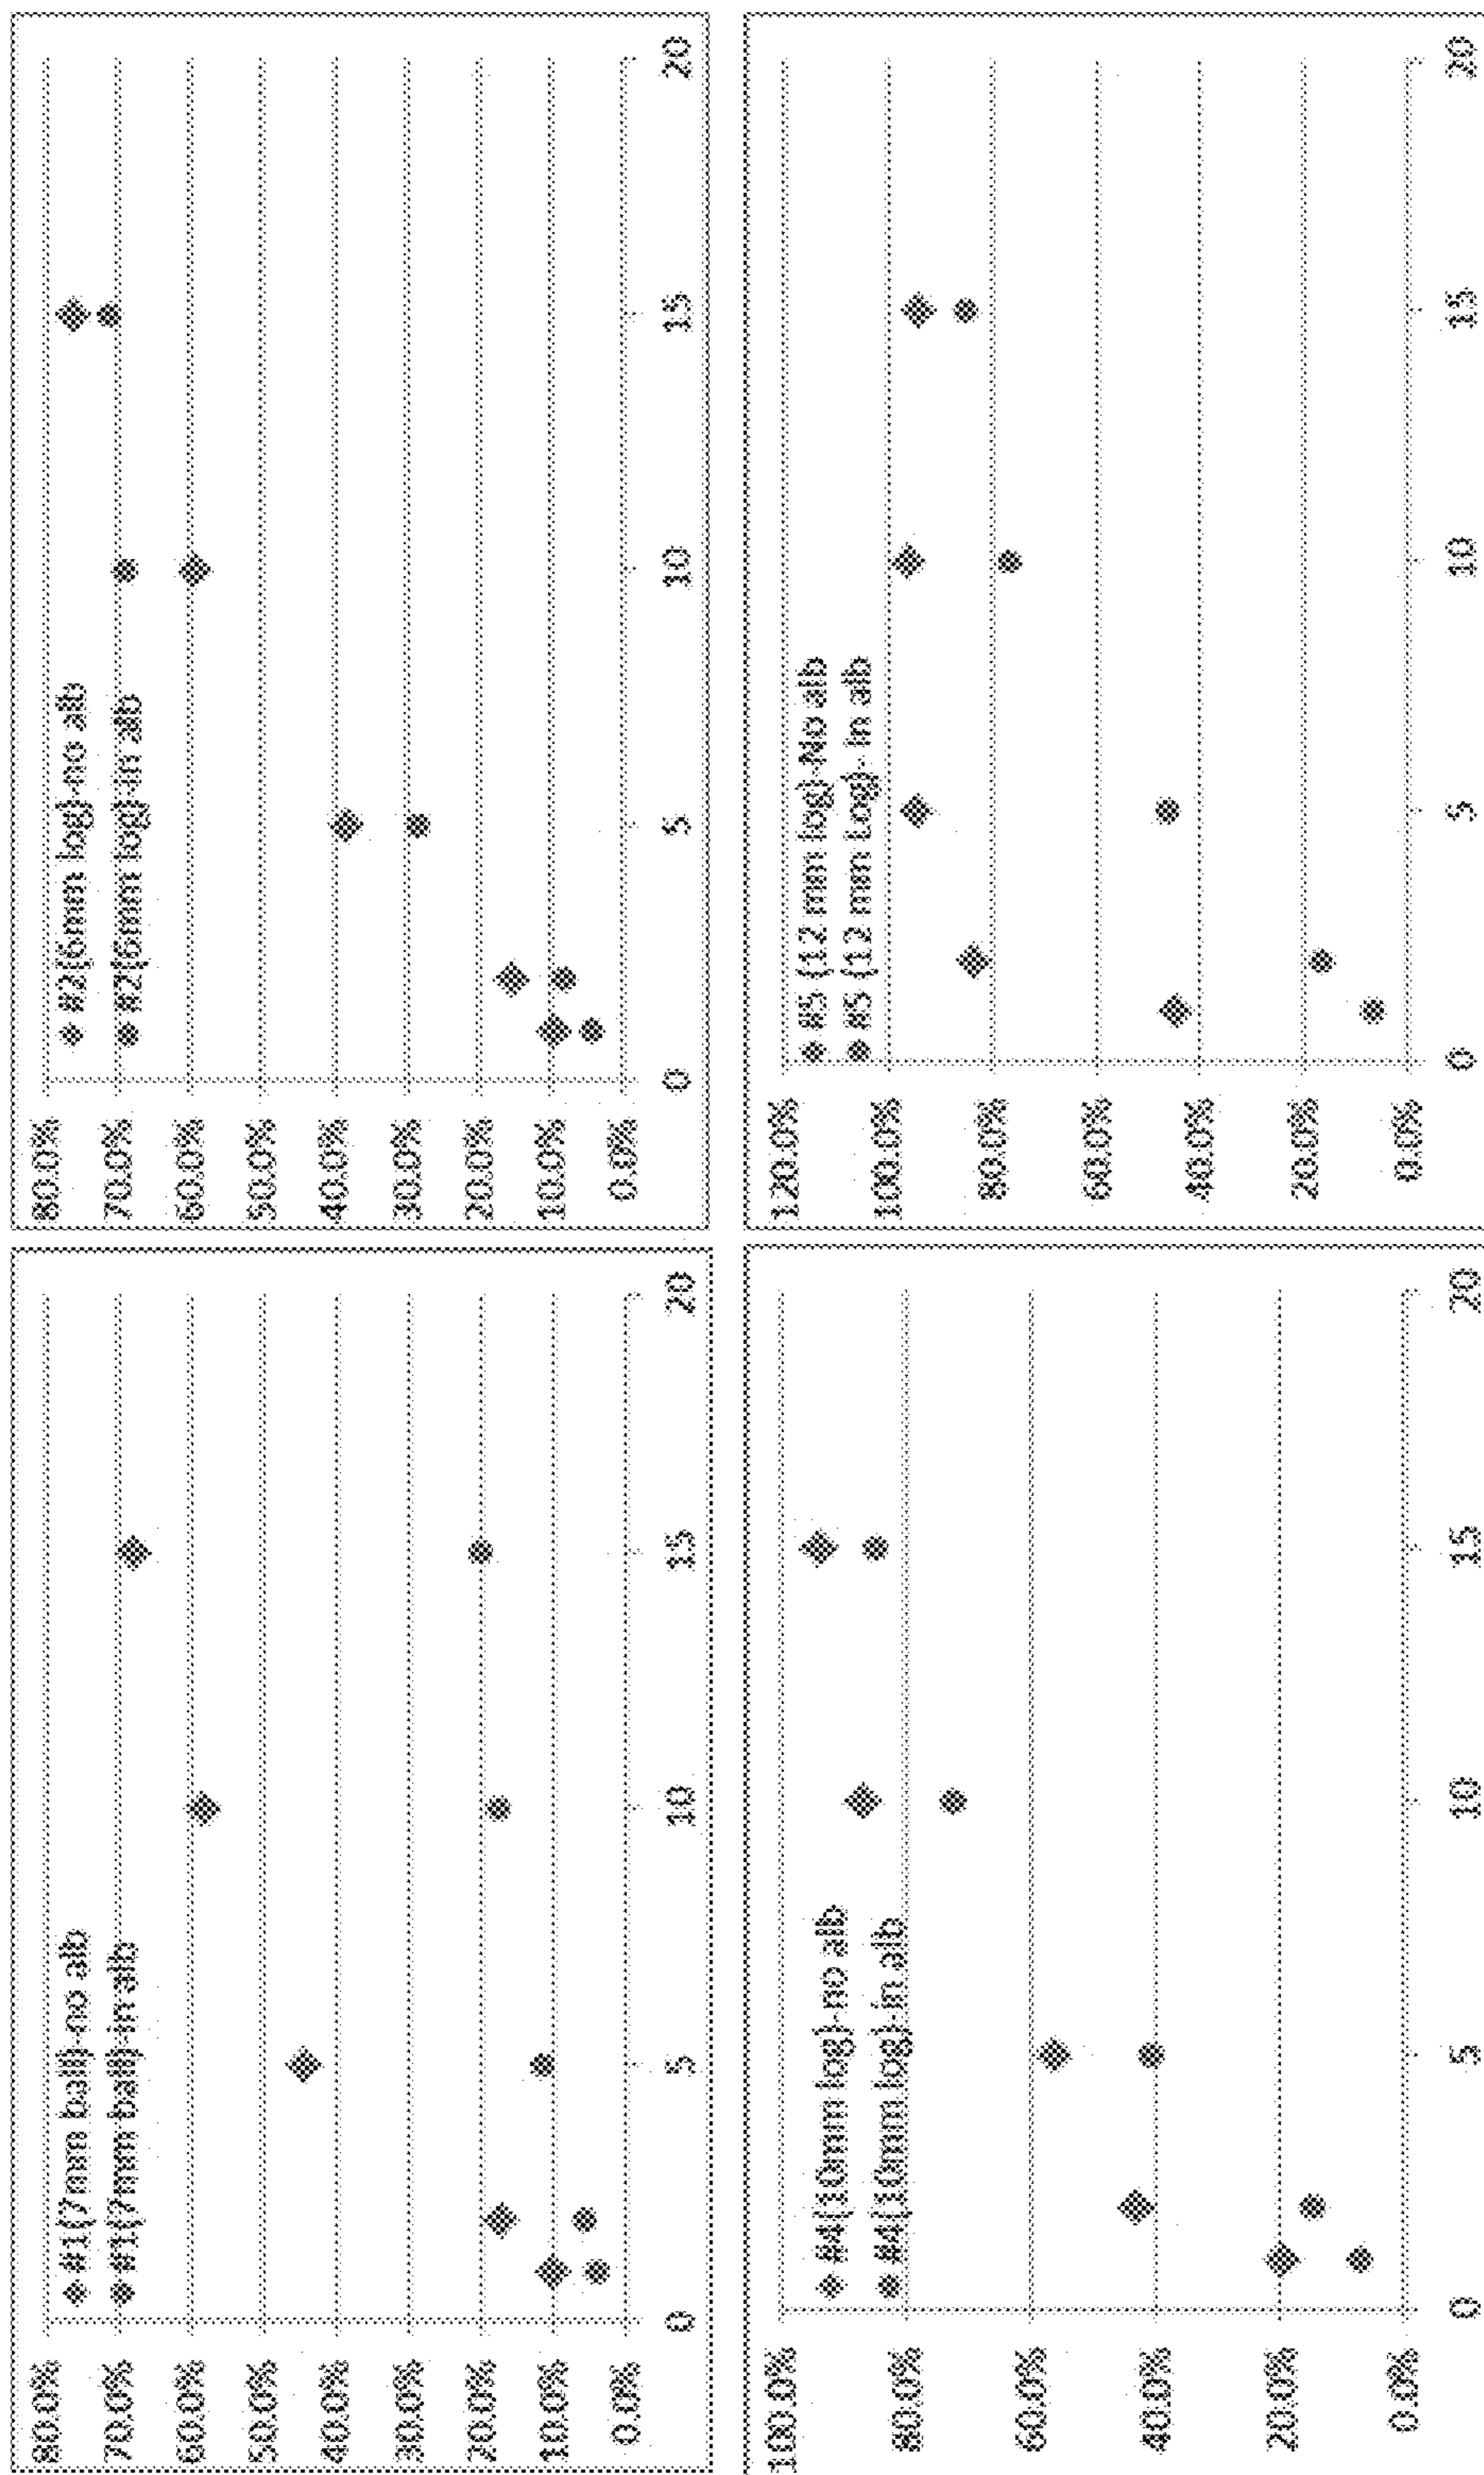 80.0%
70.0%
60.0%
50.0%
40.0%
30.0%
20.0%
10.0%
0.0%
#1(7mm ball)-no alb
#1(7mm ball)-in alb
0 5 10 15 20
80.0%
70.0%
60.0%
50.0%
40.0%
30.0%
20.0%
10.0%
0.0%
#2(6mm log)-no alb
#2(6mm log)-in alb
0 5 10 15 20
100.0%
80.0%
60.0%
40.0%
20.0%
0.0%
#4(10mm log)-no alb
#4(10mm log)-in alb
0 5 10 15 20
120.0%
100.0%
80.0%
60.0%
40.0%
20.0%
0.0%
#5 (12 mm log)-No alb
#5 (12 mm Log)- In alb
0 5 10 15 20